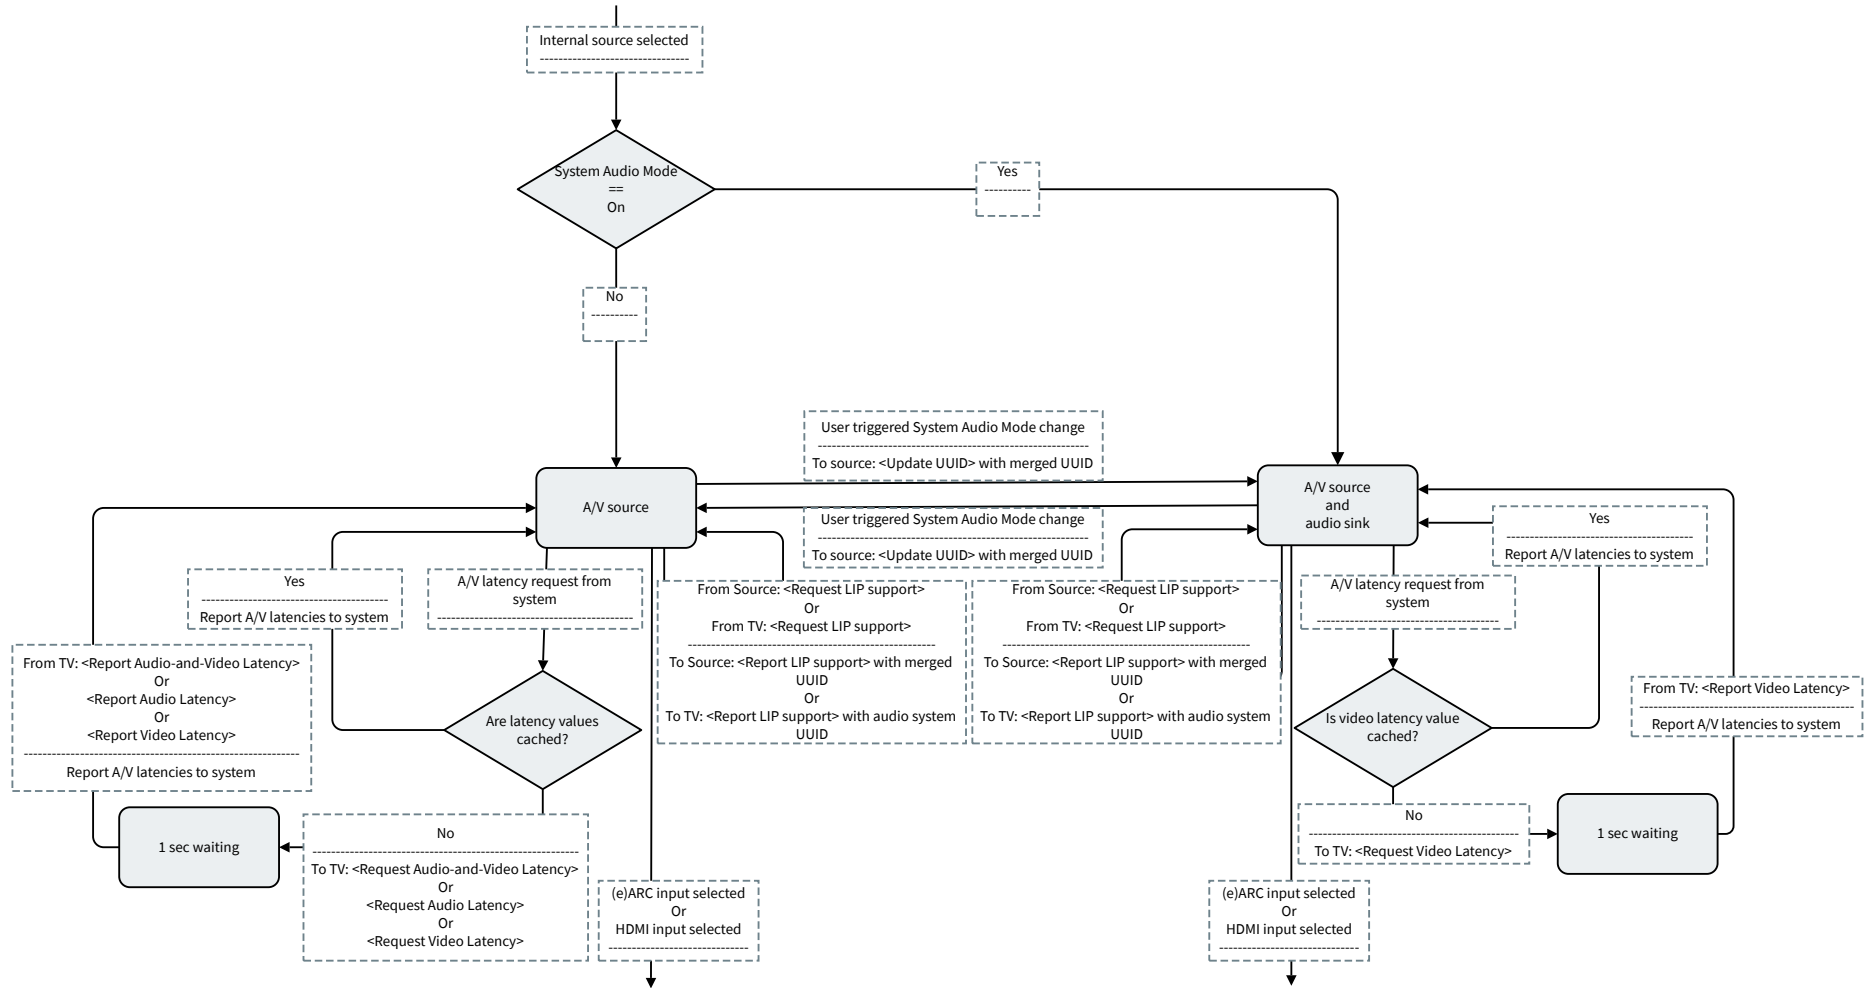 Internal source selected
System Audio Mode
==
On
Yes
No
User triggered System Audio Mode change
To source: <Update UUID> with merged UUID
A/V source
A/V source
and
audio sink
User triggered System Audio Mode change
To source: <Update UUID> with merged UUID
Yes
Report A/V latencies to system
Yes
Report A/V latencies to system
A/V latency request from
system
From Source: <Request LIP support>
Or
From TV: <Request LIP support>
To Source: <Report LIP support> with merged
UUID
Or
To TV: <Report LIP support> with audio system
UUID
From Source: <Request LIP support>
Or
From TV: <Request LIP support>
To Source: <Report LIP support> with merged
UUID
Or
To TV: <Report LIP support> with audio system
UUID
A/V latency request from
system
From TV: <Report Audio-and-Video Latency>
Or
<Report Audio Latency>
Or
<Report Video Latency>
Report A/V latencies to system
Are latency values
cached?
Is video latency value
cached?
From TV: <Report Video Latency>
Report A/V latencies to system
1 sec waiting
No
To TV: <Request Audio-and-Video Latency>
Or
<Request Audio Latency>
Or
<Request Video Latency>
No
To TV: <Request Video Latency>
1 sec waiting
(e)ARC input selected
Or
HDMI input selected
(e)ARC input selected
Or
HDMI input selected